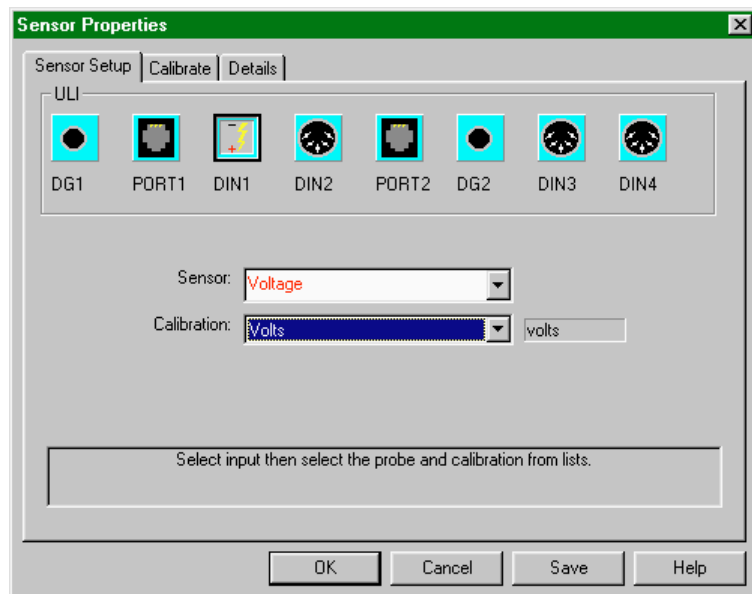 Sensor Properties
Sensor Setup Calibrate Details
ULI
DG1 PORT1 DIN1 DIN2 PORT2 DG2 DIN3 DIN4
Sensor: Voltage
Calibration: Volts volts
Select input then select the probe and calibration from lists.
OK Cancel Save Help